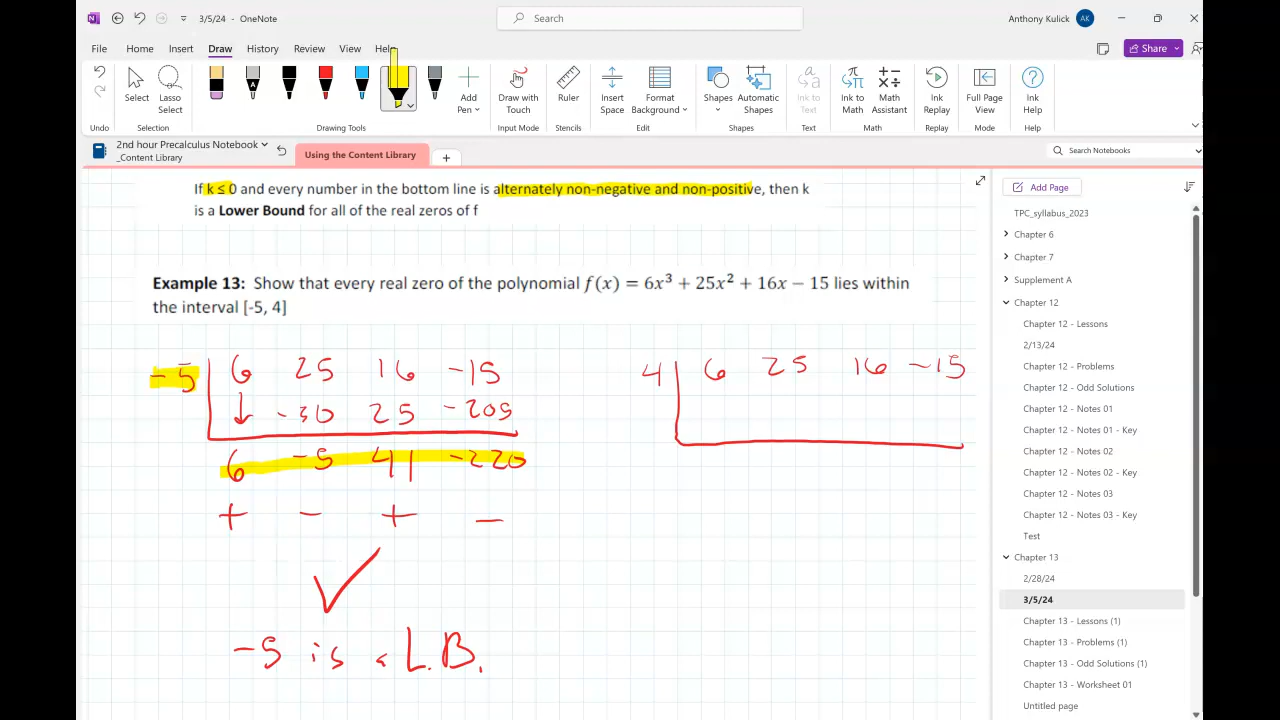 3/5/24 - OneNote
Search
Anthony Kulick
AK
File Home Insert Draw History Review View Help
Share
Undo
Select
Lasso Select
Selection
Add Pen
Drawing Tools
Draw with Touch
Input Mode
Ruler
Stencils
Insert Space
Format Background
Edit
Shapes
Automatic Shapes
Shapes
Ink to Text
Text
Ink to Math
Math Assistant
Math
Ink Replay
Replay
Full Page View
Mode
Ink Help
Help
2nd hour Precalculus Notebook
_Content Library
Using the Content Library
+
Search Notebooks
If k ≤ 0 and every number in the bottom line is alternately non-negative and non-positive, then k
is a Lower Bound for all of the real zeros of f
Example 13: Show that every real zero of the polynomial f(x) = 6x³ + 25x² + 16x − 15 lies within
the interval [-5, 4]
-5 | 6 25 16 -15
↓ -30 25 -205
6 -5 41 -220
+ - + -
✓
-5 is a L.B.
4 | 6 25 16 -15
Add Page
TPC_syllabus_2023
Chapter 6
Chapter 7
Supplement A
Chapter 12
Chapter 12 - Lessons
2/13/24
Chapter 12 - Problems
Chapter 12 - Odd Solutions
Chapter 12 - Notes 01
Chapter 12 - Notes 01 - Key
Chapter 12 - Notes 02
Chapter 12 - Notes 02 - Key
Chapter 12 - Notes 03
Chapter 12 - Notes 03 - Key
Test
Chapter 13
2/28/24
3/5/24
Chapter 13 - Lessons (1)
Chapter 13 - Problems (1)
Chapter 13 - Odd Solutions (1)
Chapter 13 - Worksheet 01
Untitled page